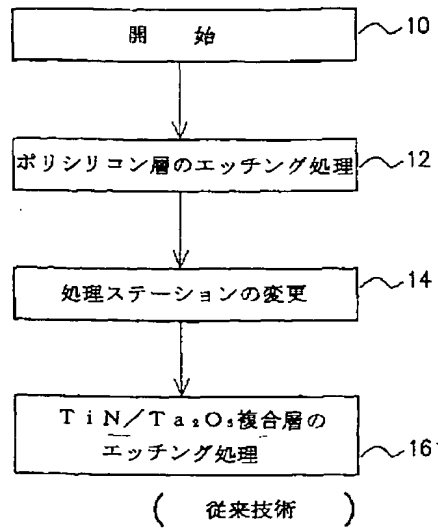 開 始
10
ポリシリコン層のエッチング処理
12
処理ステーションの変更
14
TiN/Ta₂O₅複合層の
エッチング処理
16
( 従来技術 )